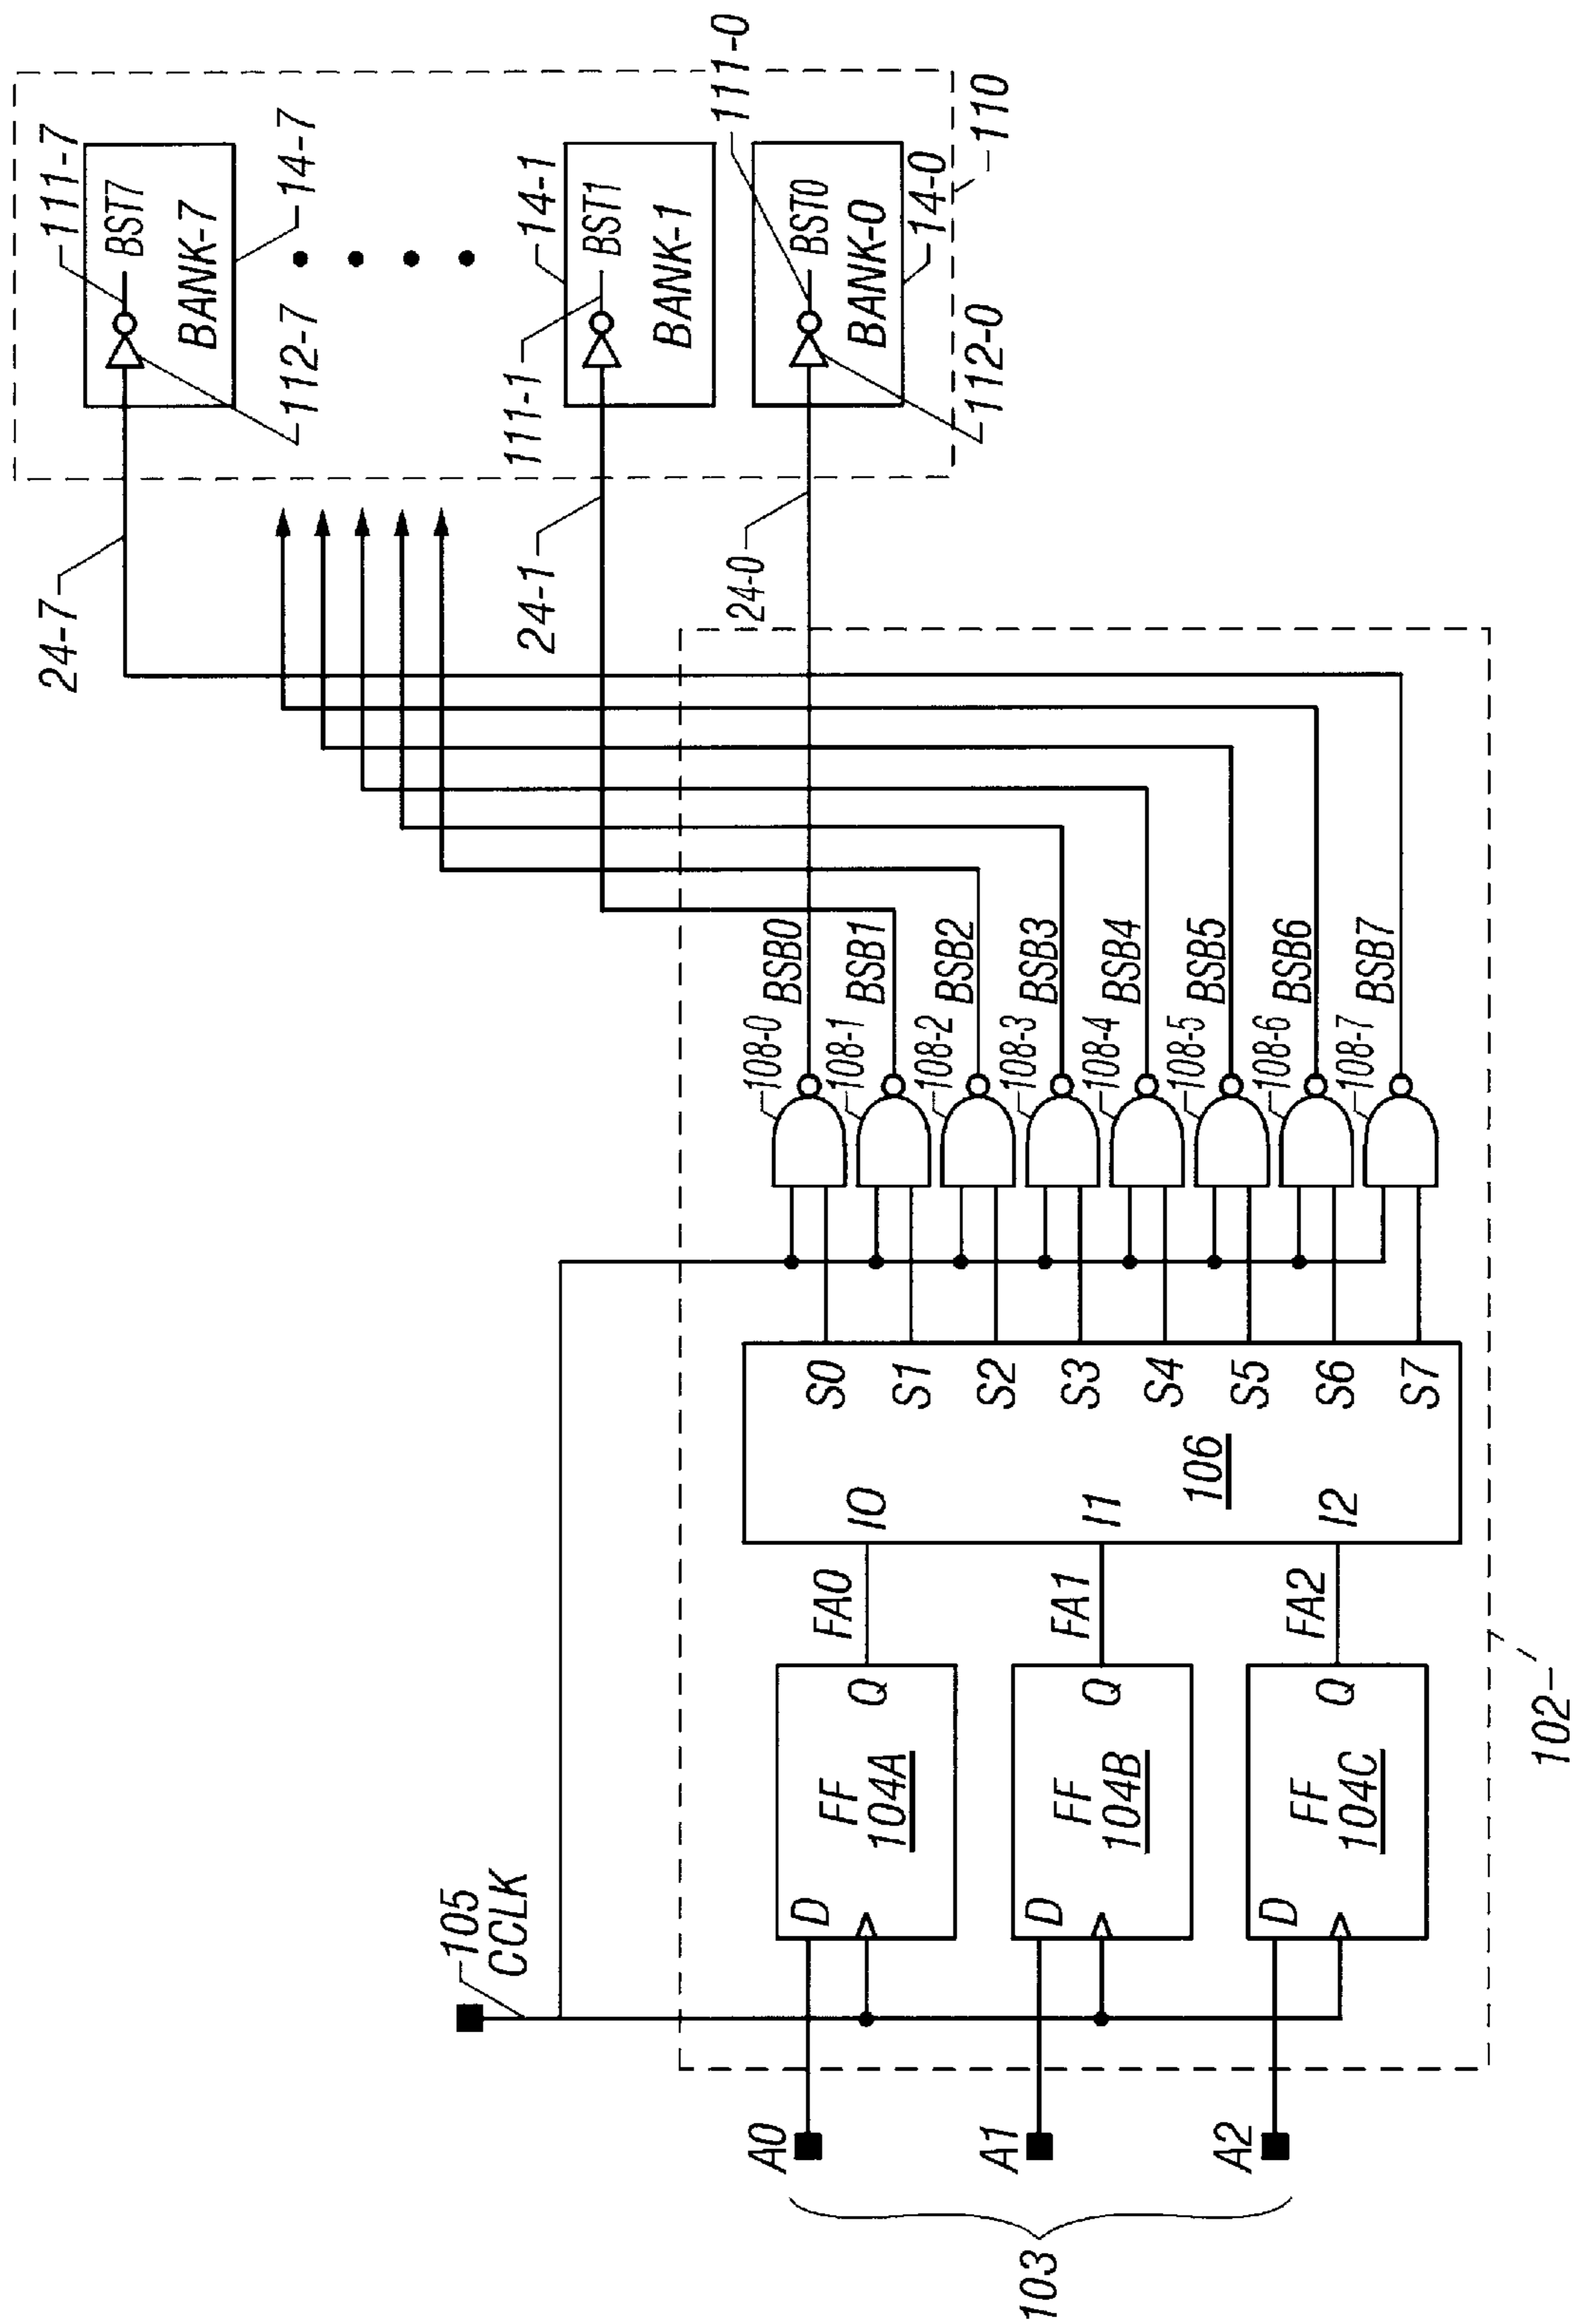 103
A0
A1
A2
105
CCLK
102
D
FF
104A
Q
D
FF
104B
Q
D
FF
104C
Q
FA0
FA1
FA2
I0
I1
I2
106
S0
S1
S2
S3
S4
S5
S6
S7
108-0
108-1
108-2
108-3
108-4
108-5
108-6
108-7
BSB0
BSB1
BSB2
BSB3
BSB4
BSB5
BSB6
BSB7
24-7
24-1
24-0
111-7
BST7
BANK-7
14-7
112-7
111-1
14-1
BST1
BANK-1
111-0
BST0
BANK-0
14-0
112-0
110